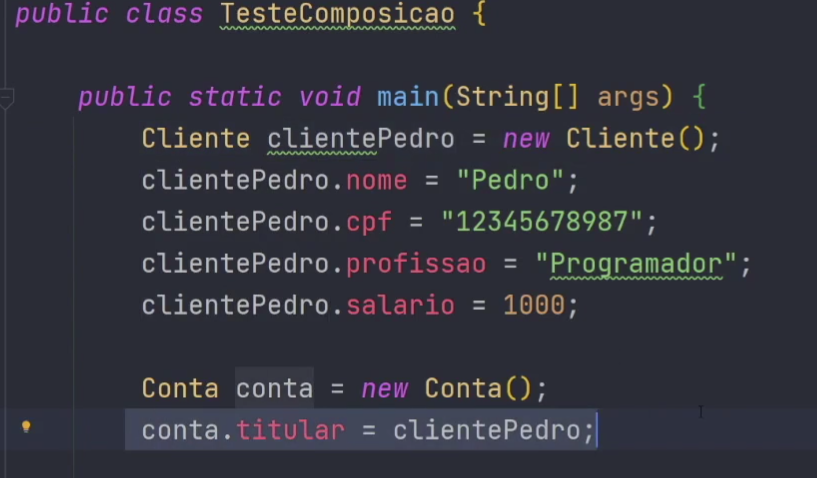 public class TesteComposicao {
public static void main(String[] args) {
Cliente clientePedro = new Cliente();
clientePedro.nome = "Pedro";
clientePedro.cpf = "12345678987";
clientePedro.profissao = "Programador";
clientePedro.salario = 1000;
Conta conta = new Conta();
conta.titular = clientePedro;